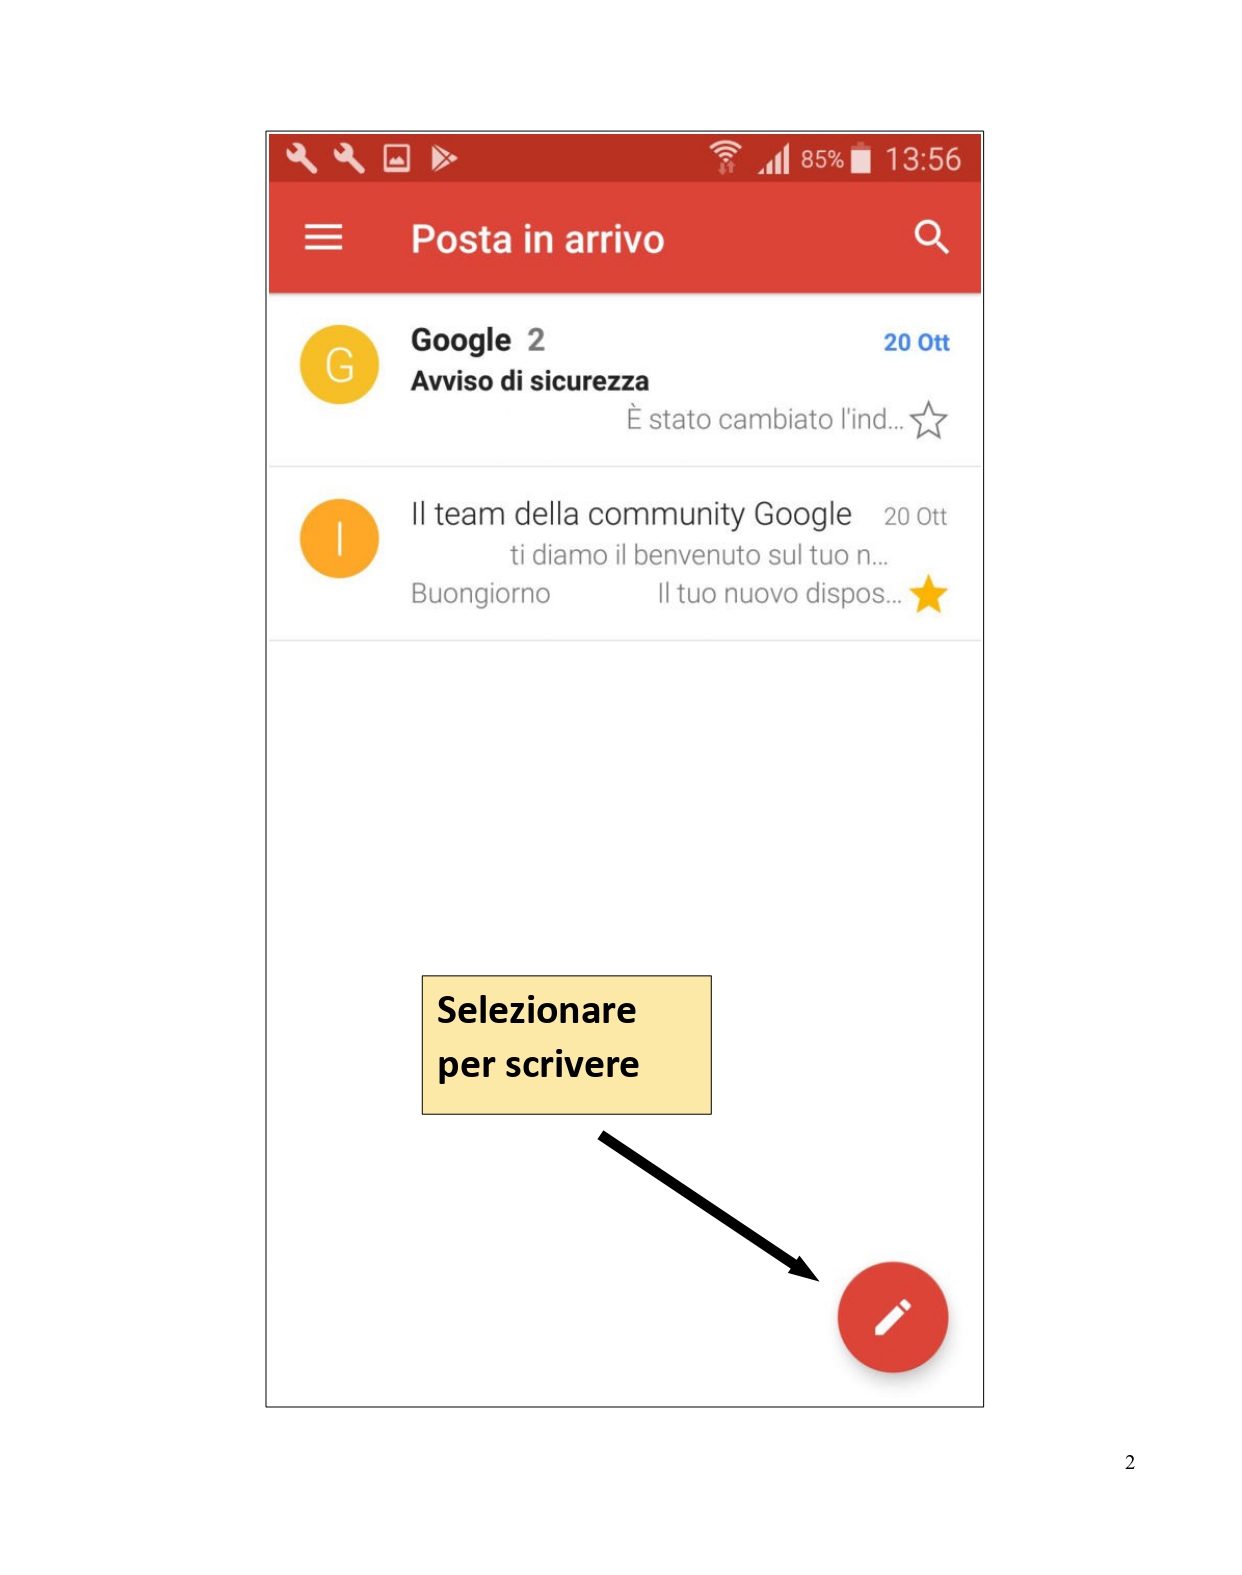 85% 13:56
Posta in arrivo
G
Google 2 20 Ott
Avviso di sicurezza
È stato cambiato l'ind...
I
Il team della community Google 20 Ott
ti diamo il benvenuto sul tuo n...
Buongiorno Il tuo nuovo dispos...
Selezionare
per scrivere
2